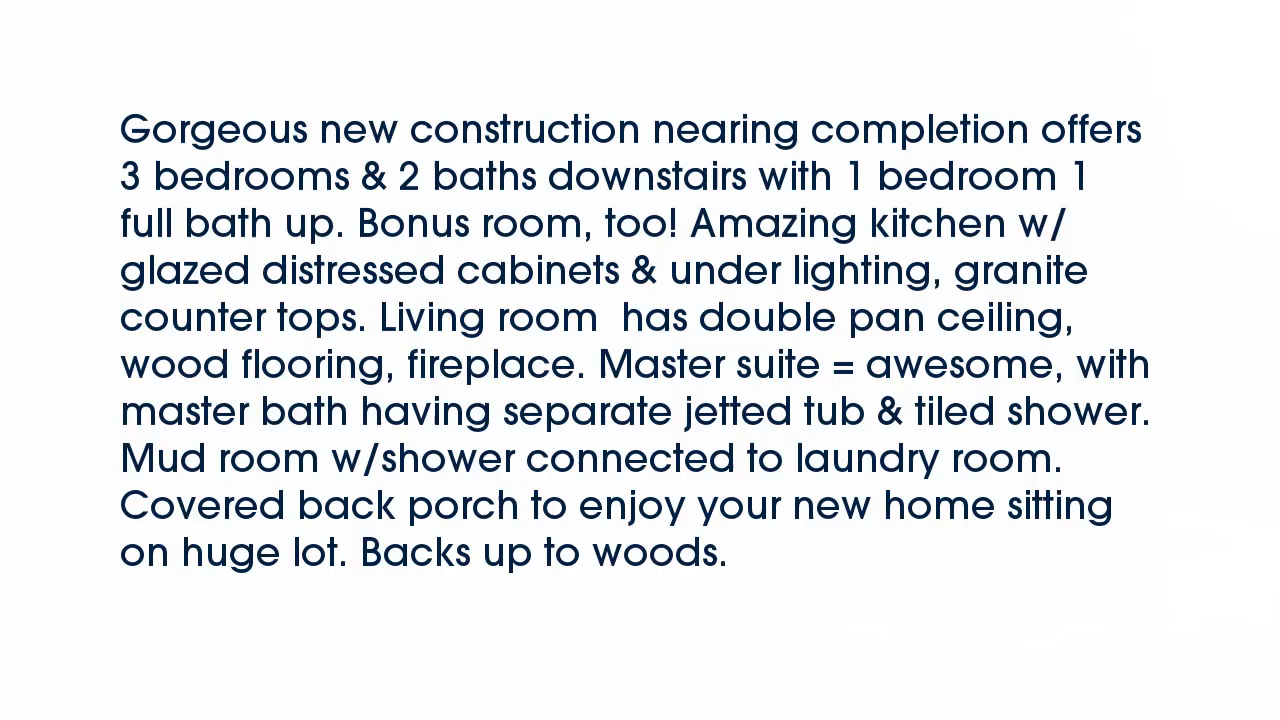 Gorgeous new construction nearing completion offers
3 bedrooms & 2 baths downstairs with 1 bedroom 1
full bath up. Bonus room, too! Amazing kitchen w/
glazed distressed cabinets & under lighting, granite
counter tops. Living room  has double pan ceiling,
wood flooring, fireplace. Master suite = awesome, with
master bath having separate jetted tub & tiled shower.
Mud room w/shower connected to laundry room.
Covered back porch to enjoy your new home sitting
on huge lot. Backs up to woods.